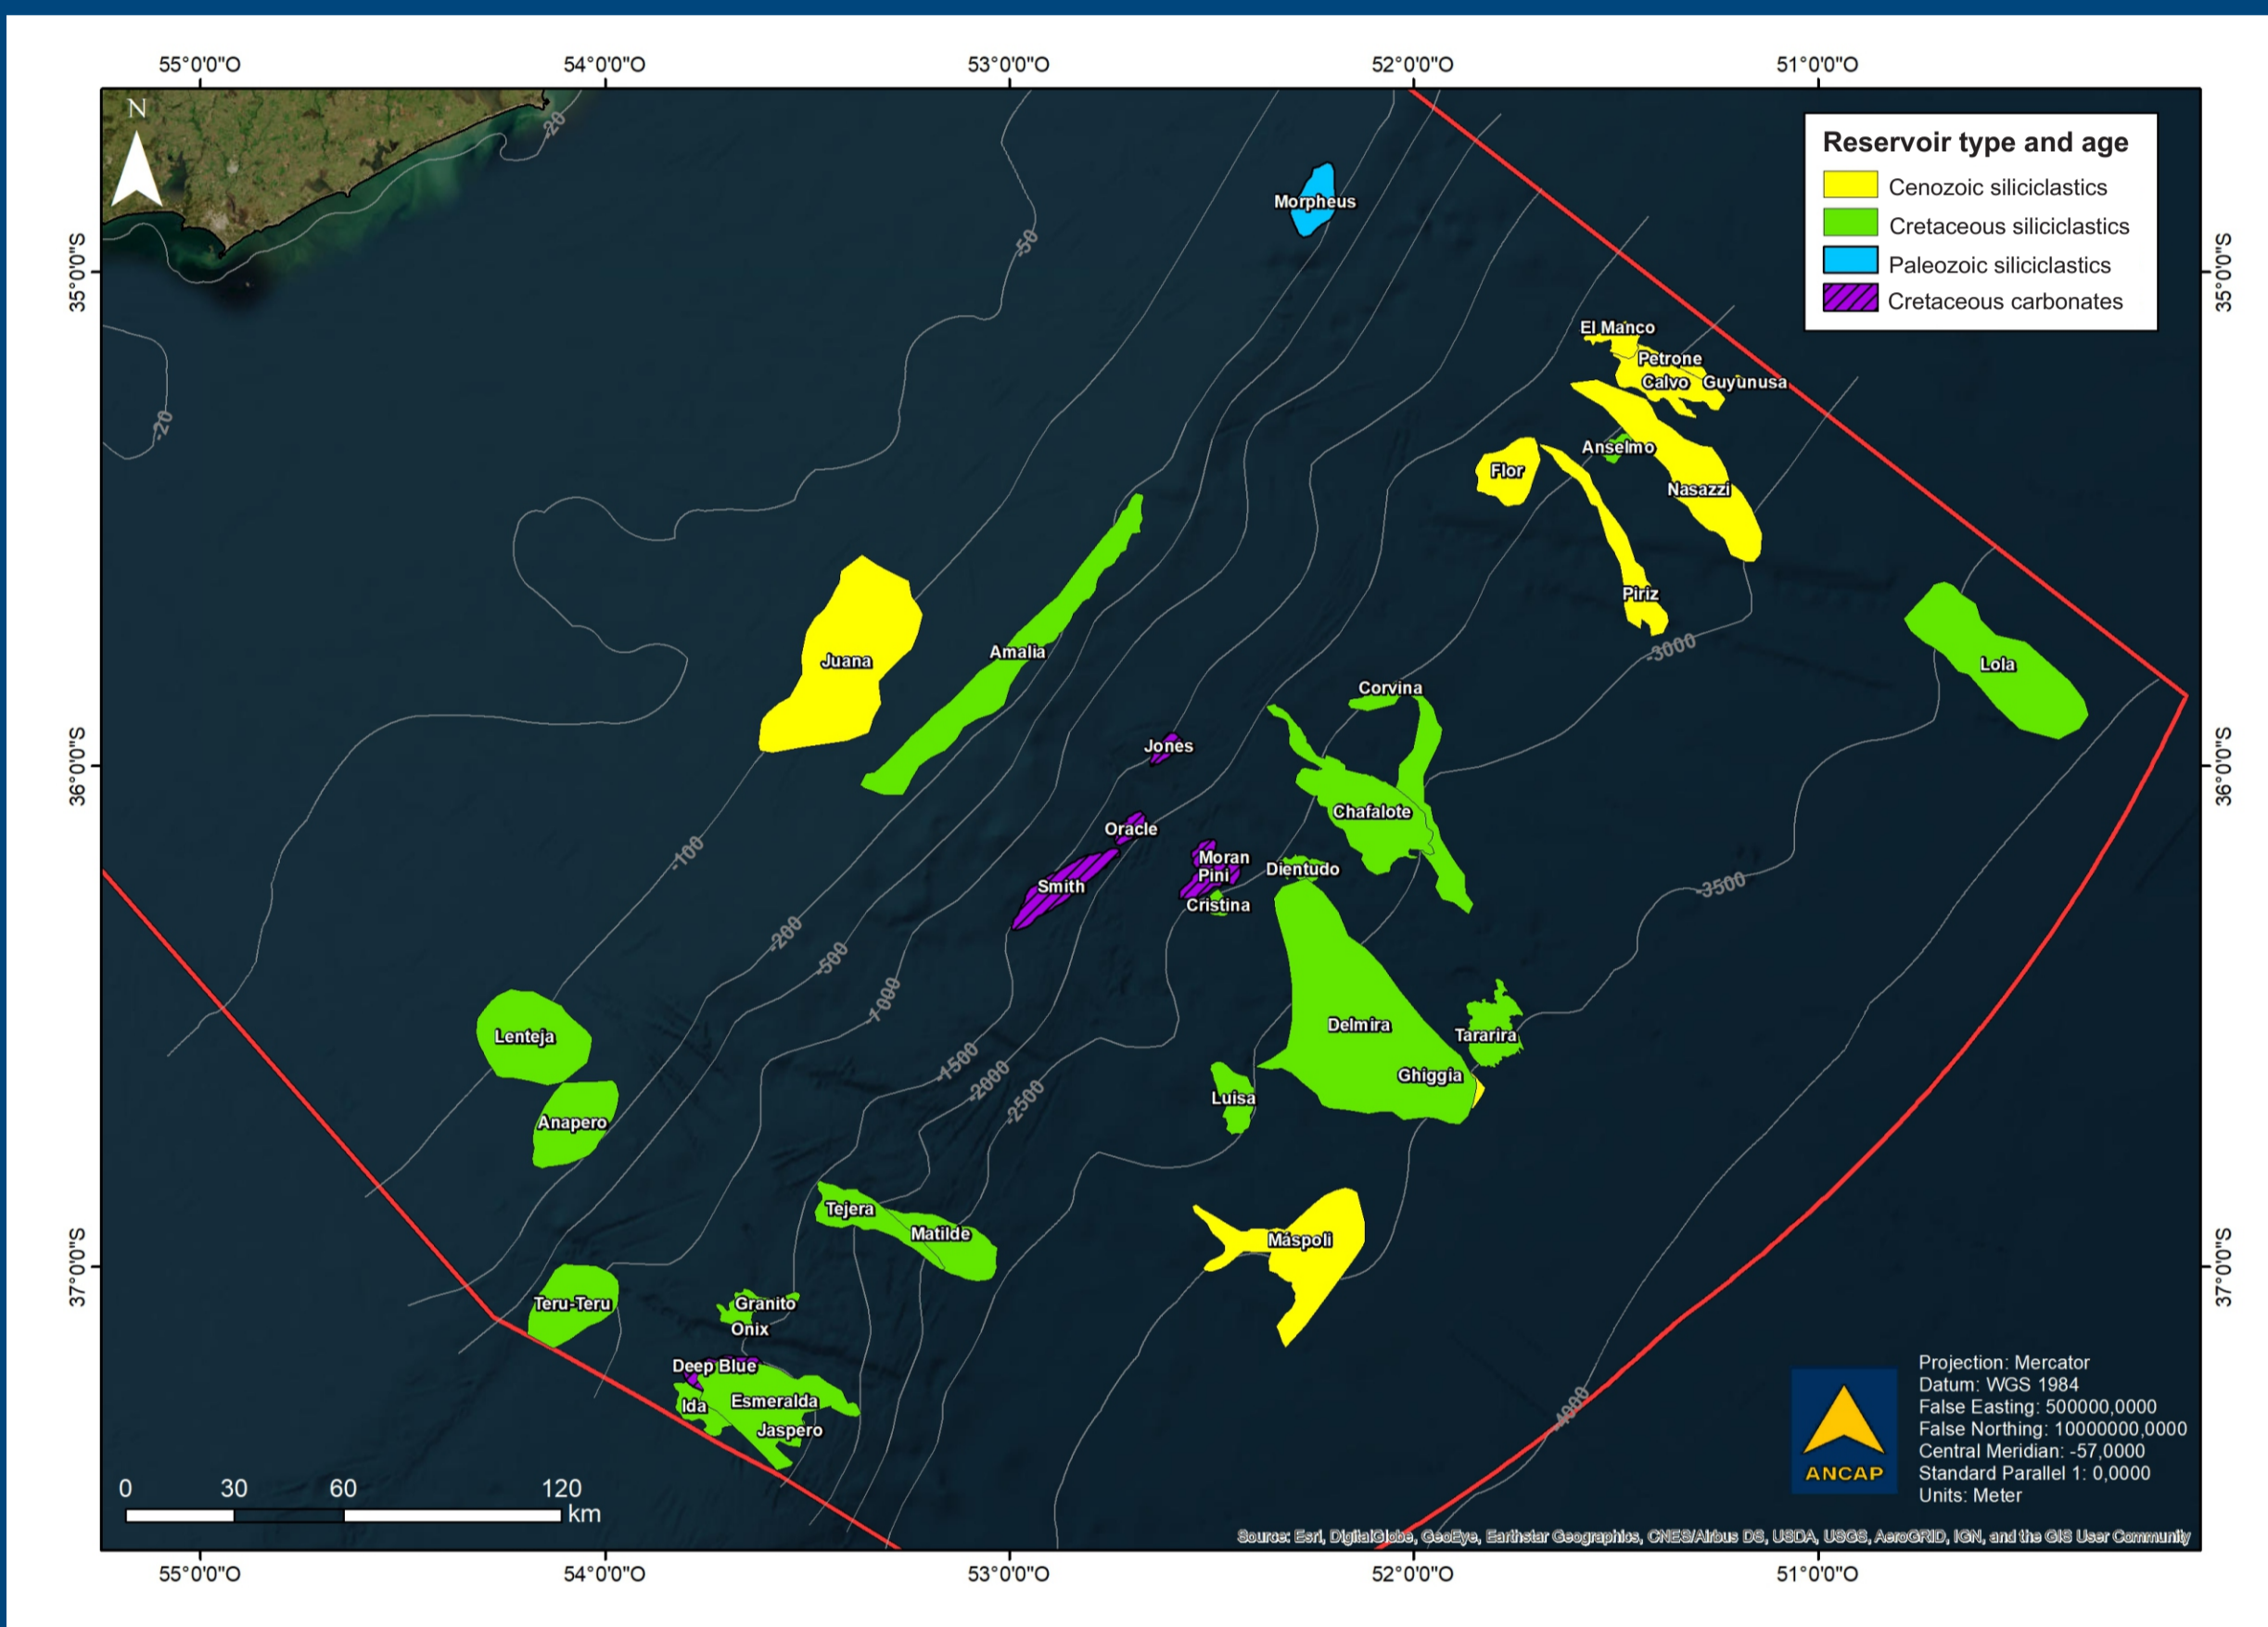 55°0'0"O 54°0'0"O 53°0'0"O 52°0'0"O 51°0'0"O
N
Reservoir type and age
Cenozoic siliciclastics
Cretaceous siliciclastics
Paleozoic siliciclastics
Cretaceous carbonates
35°0'0"S
35°0'0"S
36°0'0"S
36°0'0"S
37°0'0"S
37°0'0"S
-20
-50
-20
Morpheus
El Manco
Petrone
Calvo
Guyunusa
Anselmo
Flor
Nasazzi
Piriz
-3000
Juana
Amalia
Lola
Corvina
Jones
Chafalote
Oracle
-100
Moran
Pini
Dientudo
Smith
-3500
Cristina
-200
-500
-1000
Lenteja
Delmira
Tararira
-1500
-2000
-2500
Ghiggia
Luisa
Anapero
Tejera
Matilde
Máspoli
Teru-Teru
Granito
Onix
Deep Blue
Ida
Esmeralda
Jaspero
-4000
0 30 60 120
km
ANCAP
Projection: Mercator
Datum: WGS 1984
False Easting: 500000,0000
False Northing: 10000000,0000
Central Meridian: -57,0000
Standard Parallel 1: 0,0000
Units: Meter
Source: Esri, DigitalGlobe, GeoEye, Earthstar Geographics, CNES/Airbus DS, USDA, USGS, AeroGRID, IGN, and the GIS User Community
55°0'0"O 54°0'0"O 53°0'0"O 52°0'0"O 51°0'0"O